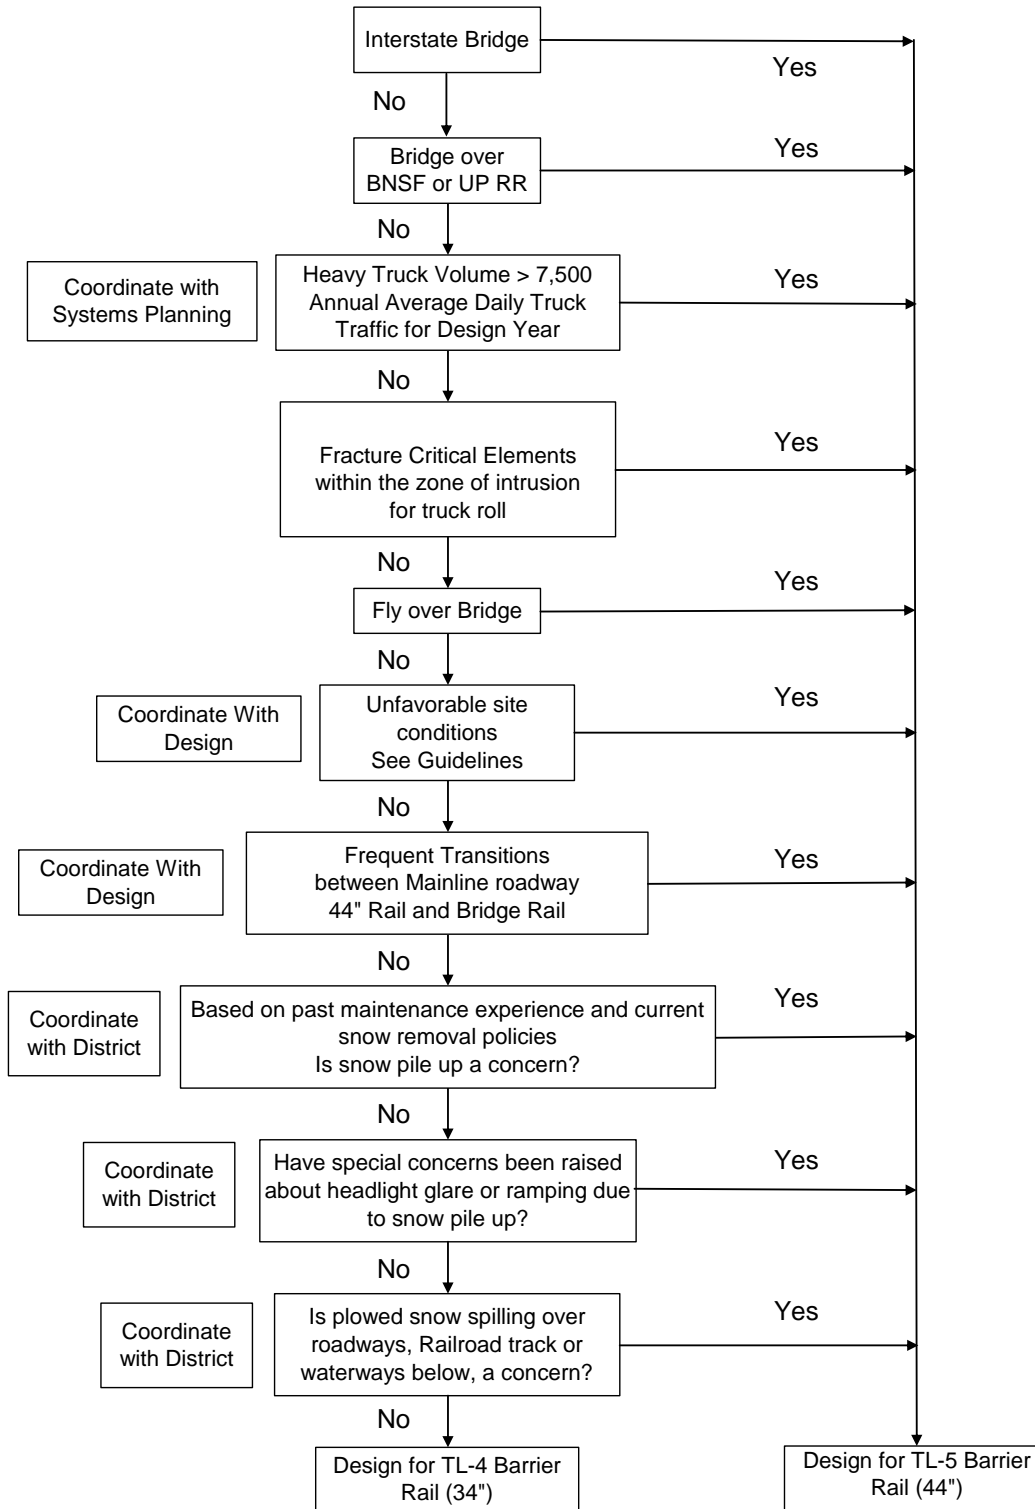 Interstate Bridge
Yes
No
Bridge over
BNSF or UP RR
Yes
No
Coordinate with
Systems Planning
Heavy Truck Volume > 7,500
Annual Average Daily Truck
Traffic for Design Year
Yes
No
Fracture Critical Elements
within the zone of intrusion
for truck roll
Yes
No
Fly over Bridge
Yes
No
Coordinate With
Design
Unfavorable site
conditions
See Guidelines
Yes
No
Coordinate With
Design
Frequent Transitions
between Mainline roadway
44" Rail and Bridge Rail
Yes
No
Coordinate
with District
Based on past maintenance experience and current
snow removal policies
Is snow pile up a concern?
Yes
No
Coordinate
with District
Have special concerns been raised
about headlight glare or ramping due
to snow pile up?
Yes
No
Coordinate
with District
Is plowed snow spilling over
roadways, Railroad track or
waterways below, a concern?
Yes
No
Design for TL-4 Barrier
Rail (34")
Design for TL-5 Barrier
Rail (44")